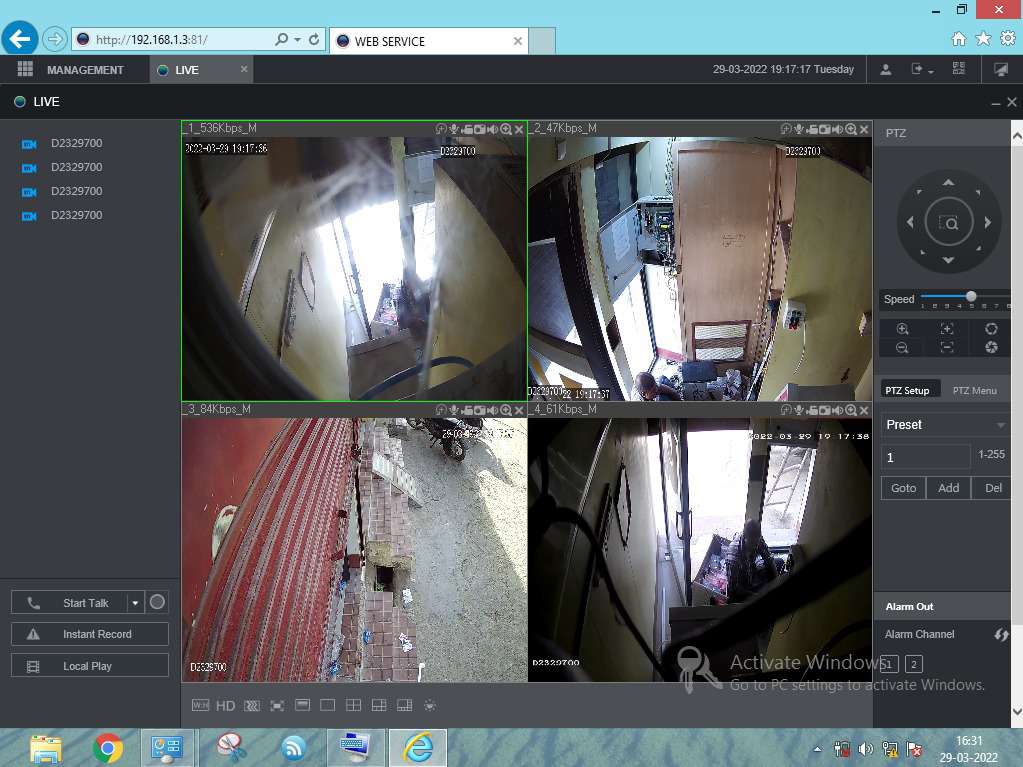 http://192.168.1.3:81/
WEB SERVICE
MANAGEMENT
LIVE
29-03-2022 19:17:17 Tuesday
LIVE
D2329700
D2329700
D2329700
D2329700
_1_536Kbps_M
2022-03-29 19:17:36
D2329700
_2_47Kbps_M
D2329700
D2329700
22 19:17:37
_3_84Kbps_M
D2329700
_4_61Kbps_M
2022-03-29 19:17:38
D2329700
PTZ
Speed
1 2 3 4 5 6 7 8
PTZ Setup
PTZ Menu
Preset
1
1-255
Goto
Add
Del
Alarm Out
Alarm Channel
1
2
Start Talk
Instant Record
Local Play
W:H
HD
Activate Windows
Go to PC settings to activate Windows.
16:31
29-03-2022